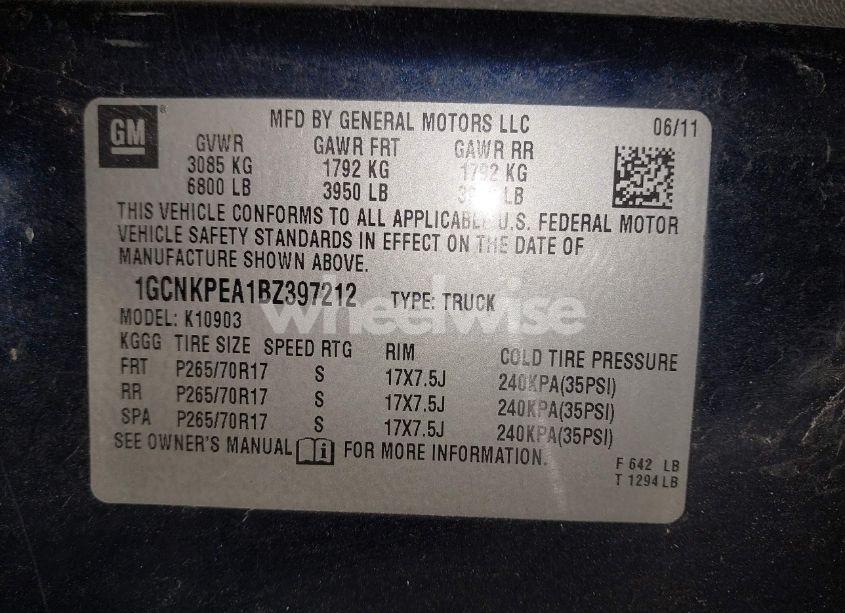 GM ®
MFD BY GENERAL MOTORS LLC 06/11
GVWR GAWR FRT GAWR RR
3085 KG 1792 KG 1792 KG
6800 LB 3950 LB LB
THIS VEHICLE CONFORMS TO ALL APPLICABLE U.S. FEDERAL MOTOR
VEHICLE SAFETY STANDARDS IN EFFECT ON THE DATE OF
MANUFACTURE SHOWN ABOVE.
1GCNKPEA1BZ397212 TYPE: TRUCK
wheelwise
MODEL: K10903
KGGG TIRE SIZE SPEED RTG RIM COLD TIRE PRESSURE
FRT P265/70R17 S 17X7.5J 240KPA(35PSI)
RR P265/70R17 S 17X7.5J 240KPA(35PSI)
SPA P265/70R17 S 17X7.5J 240KPA(35PSI)
SEE OWNER'S MANUAL FOR MORE INFORMATION.
F 642 LB
T 1294 LB